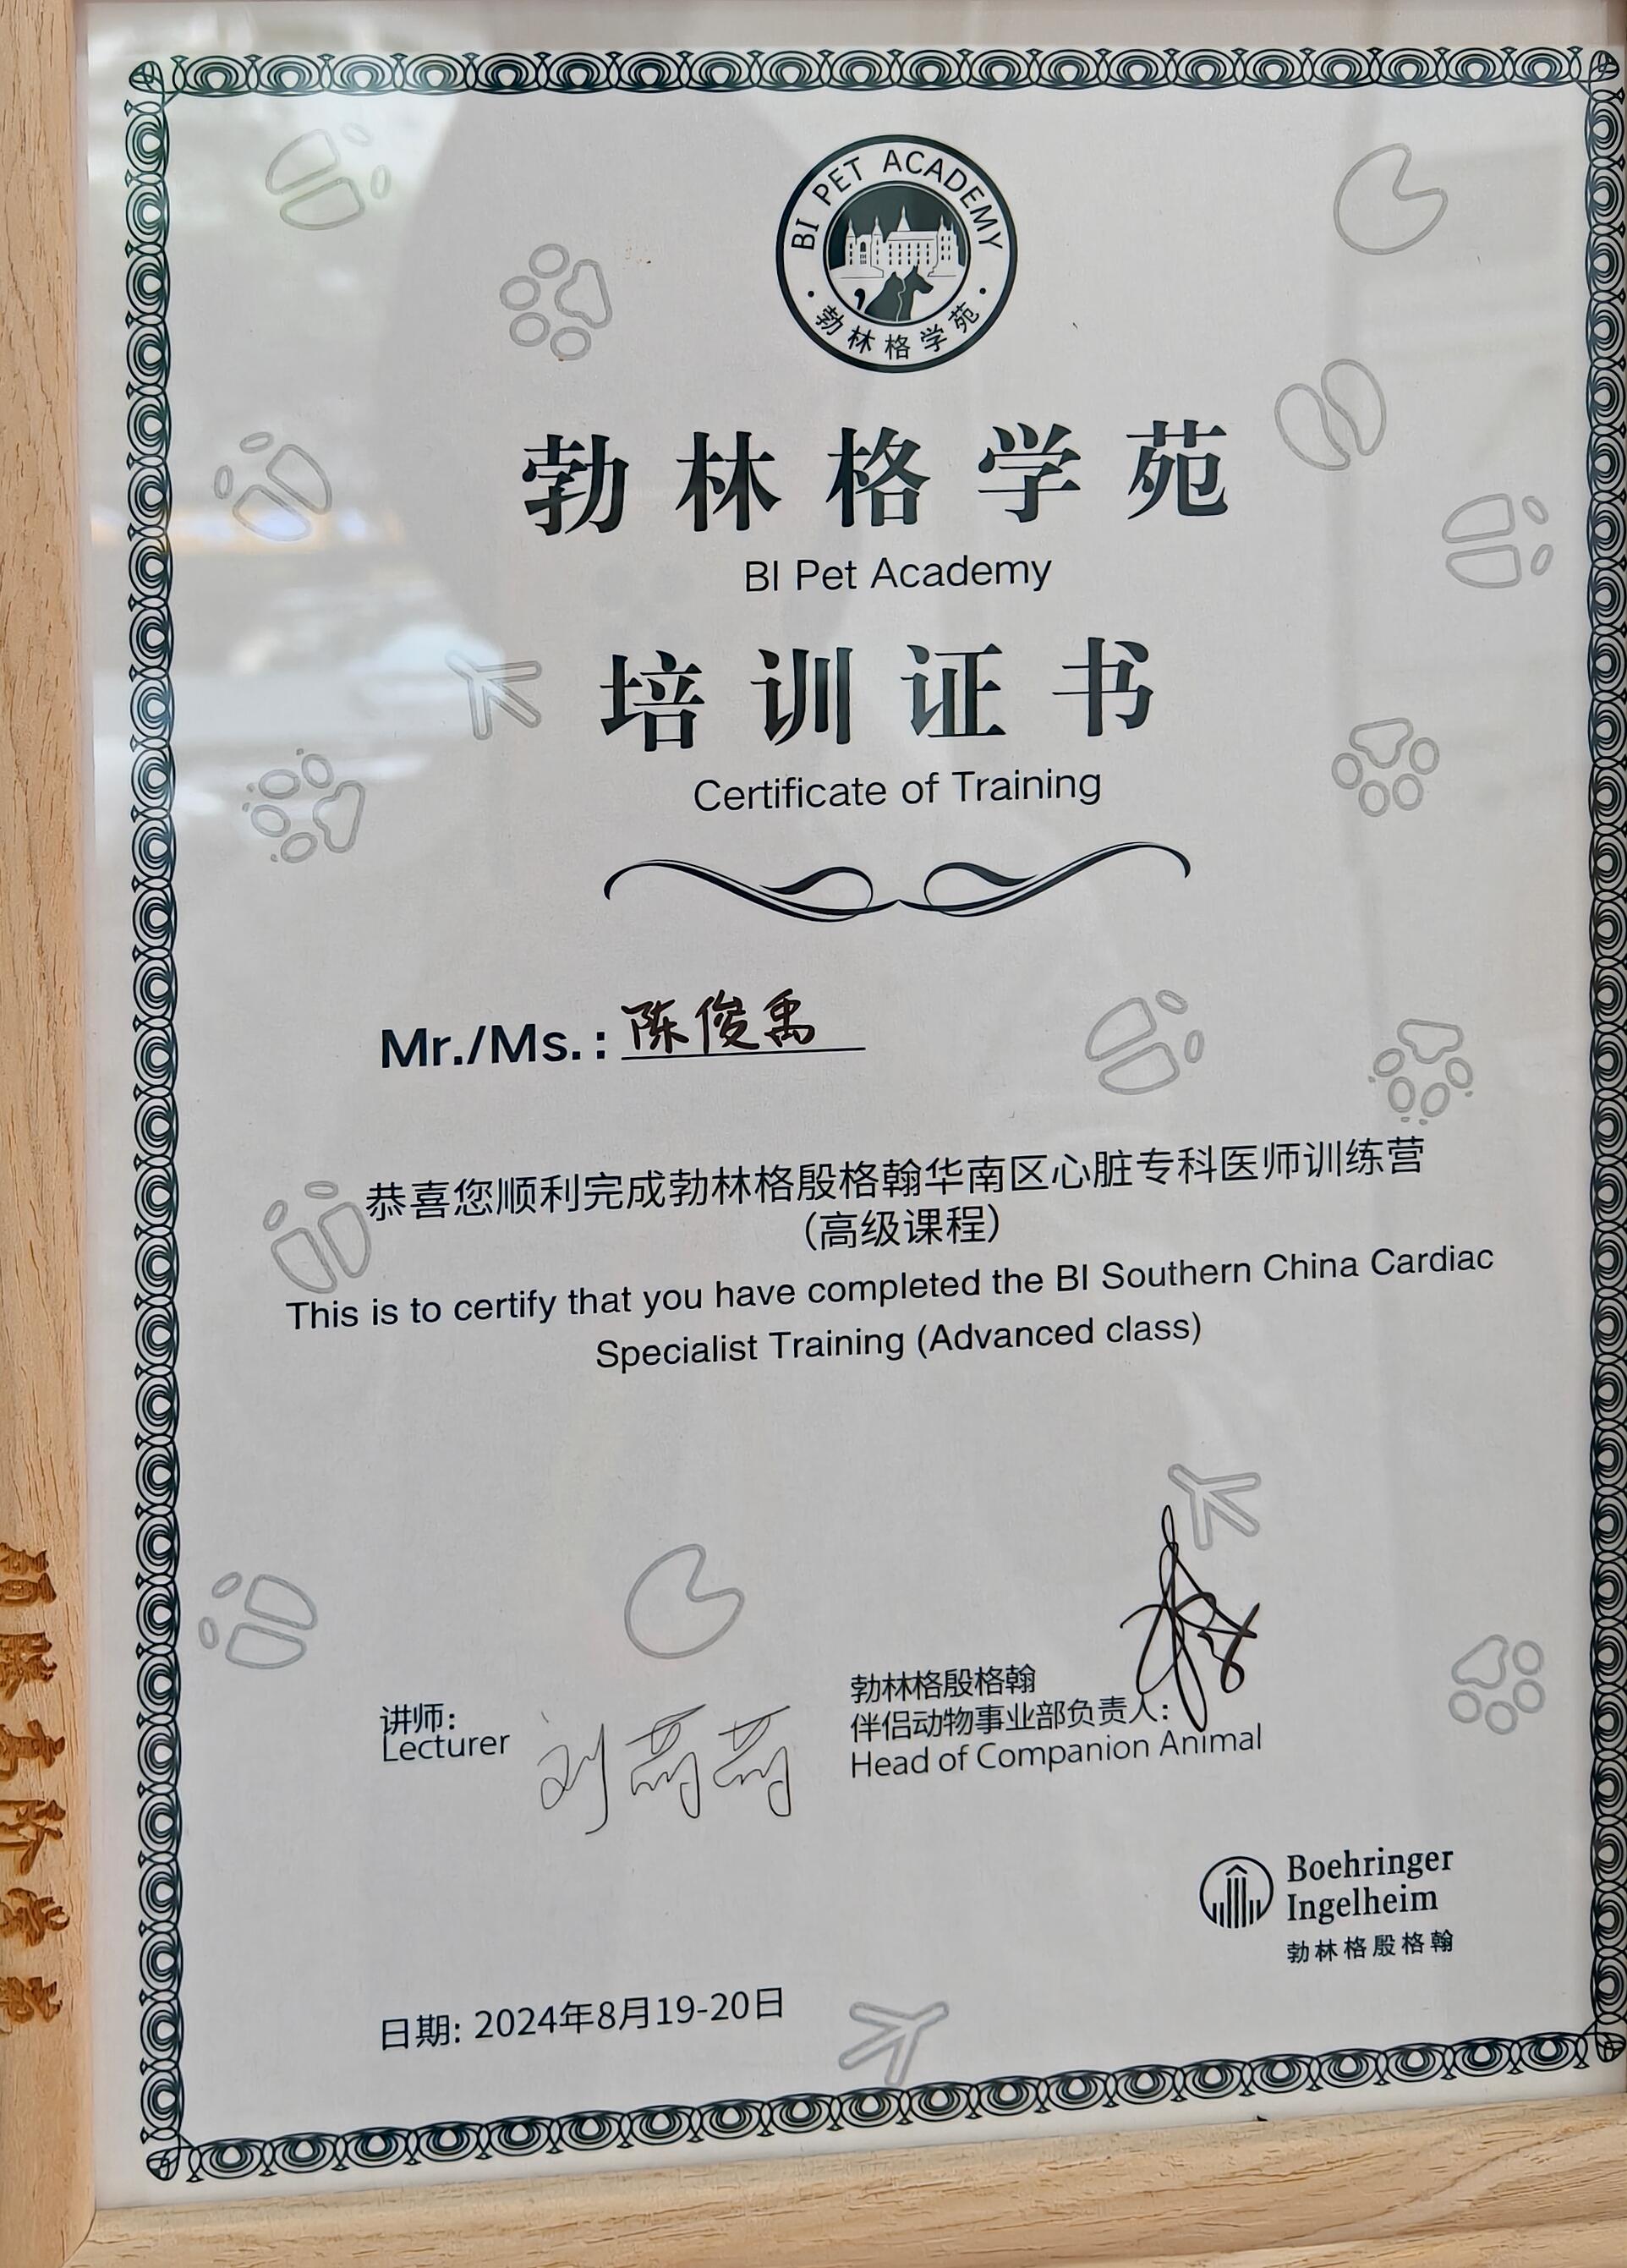 BI PET ACADEMY
勃林格学苑
勃林格学苑
BI Pet Academy
培训证书
Certificate of Training
Mr./Ms.: 陈俊禹
恭喜您顺利完成勃林格殷格翰华南区心脏专科医师训练营
（高级课程）
This is to certify that you have completed the BI Southern China Cardiac
Specialist Training (Advanced class)
讲师:
Lecturer
勃林格殷格翰
伴侣动物事业部负责人:
Head of Companion Animal
Boehringer
Ingelheim
勃林格殷格翰
日期: 2024年8月19-20日